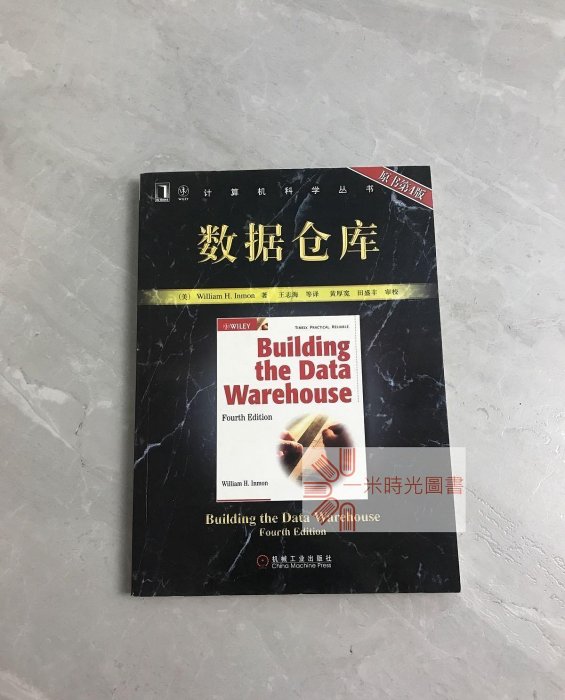 计算机科学丛书
WILEY
原书第4版
数据仓库
(美) William H. Inmon 著 王志海 等译 黄厚宽 田盛丰 审校
WILEY
TIMELY. PRACTICAL. RELIABLE.
Building
the Data
Warehouse
Fourth Edition
William H. Inmon
一米時光圖書
Building the Data Warehouse
Fourth Edition
机械工业出版社
China Machine Press